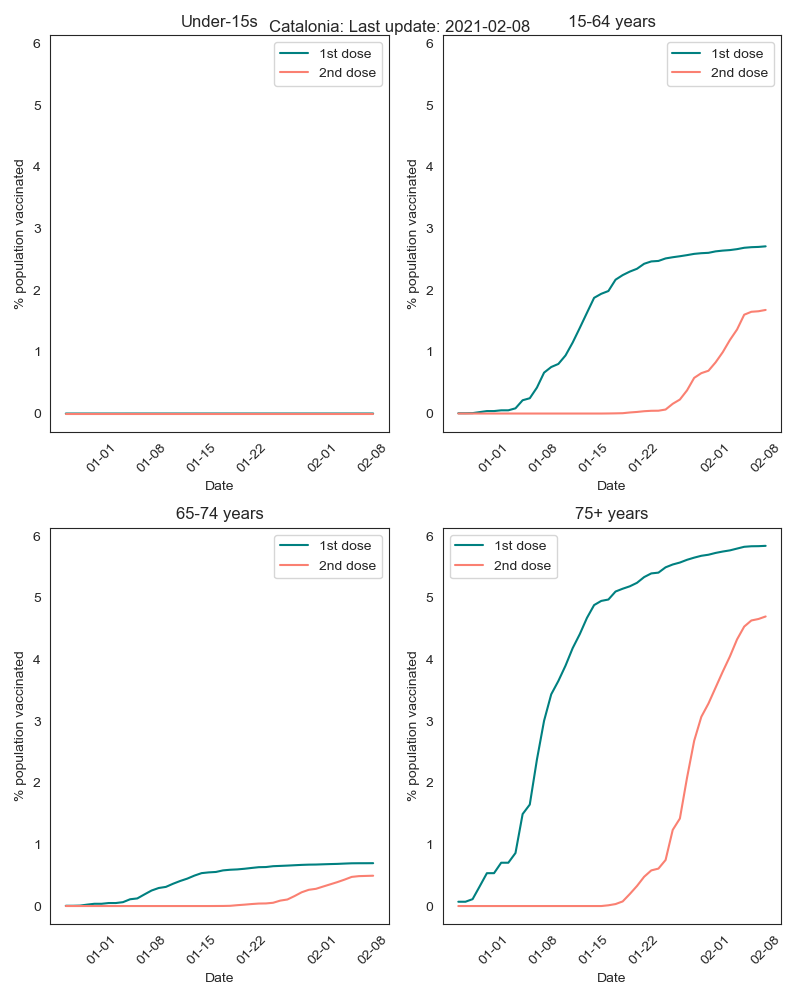 Catalonia: Last update: 2021-02-08
Under-15s
1st dose
2nd dose
% population vaccinated
6
5
4
3
2
1
0
01-01
01-08
01-15
01-22
02-01
02-08
Date
15-64 years
1st dose
2nd dose
% population vaccinated
6
5
4
3
2
1
0
01-01
01-08
01-15
01-22
02-01
02-08
Date
65-74 years
1st dose
2nd dose
% population vaccinated
6
5
4
3
2
1
0
01-01
01-08
01-15
01-22
02-01
02-08
Date
75+ years
1st dose
2nd dose
% population vaccinated
6
5
4
3
2
1
0
01-01
01-08
01-15
01-22
02-01
02-08
Date